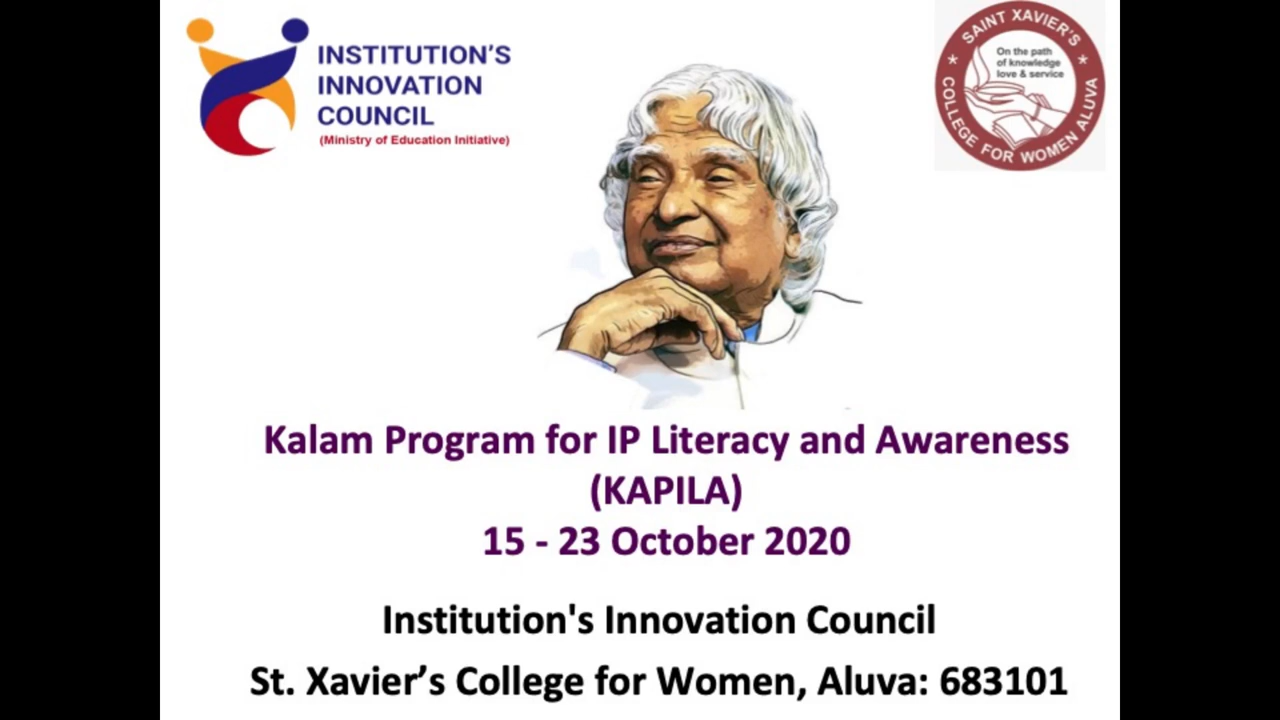 INSTITUTION'S
INNOVATION
COUNCIL
(Ministry of Education Initiative)
SAINT XAVIER'S
COLLEGE FOR WOMEN ALUVA
On the path
of knowledge
love & service
Kalam Program for IP Literacy and Awareness
(KAPILA)
15 - 23 October 2020
Institution's Innovation Council
St. Xavier’s College for Women, Aluva: 683101